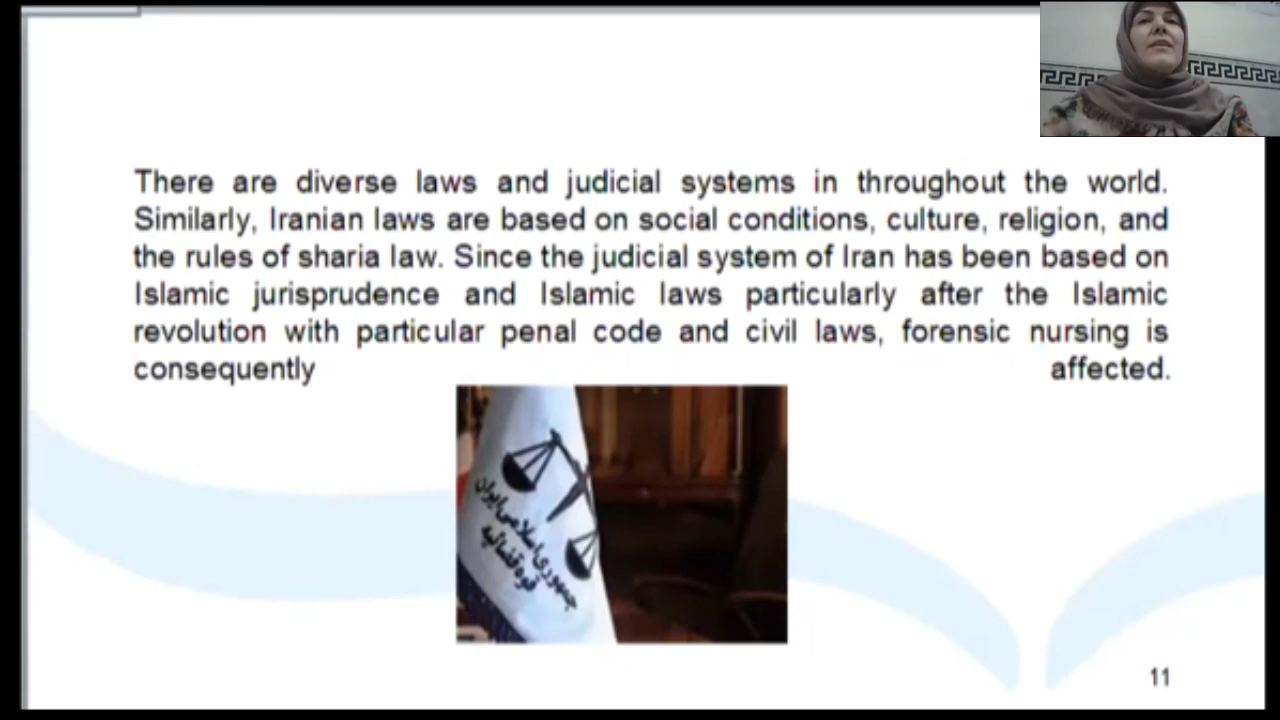 There are diverse laws and judicial systems in throughout the world.
Similarly, Iranian laws are based on social conditions, culture, religion, and
the rules of sharia law. Since the judicial system of Iran has been based on
Islamic jurisprudence and Islamic laws particularly after the Islamic
revolution with particular penal code and civil laws, forensic nursing is
consequently affected.
جمهوری اسلامی ایران
قوه قضائیه
11